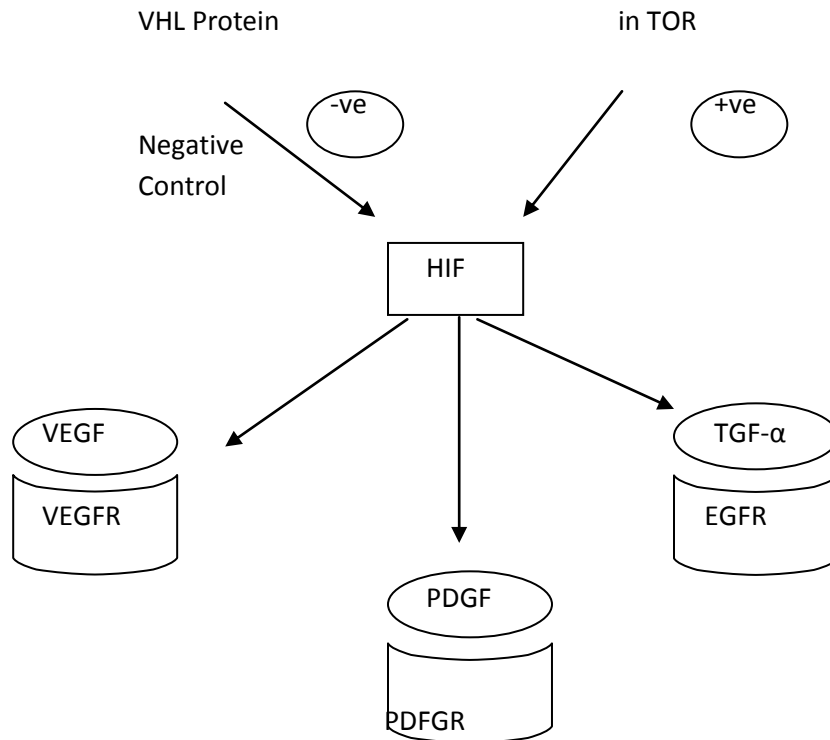 VHL Protein
in TOR
-ve
+ve
Negative
Control
HIF
VEGF
TGF-α
VEGFR
EGFR
PDGF
PDFGR